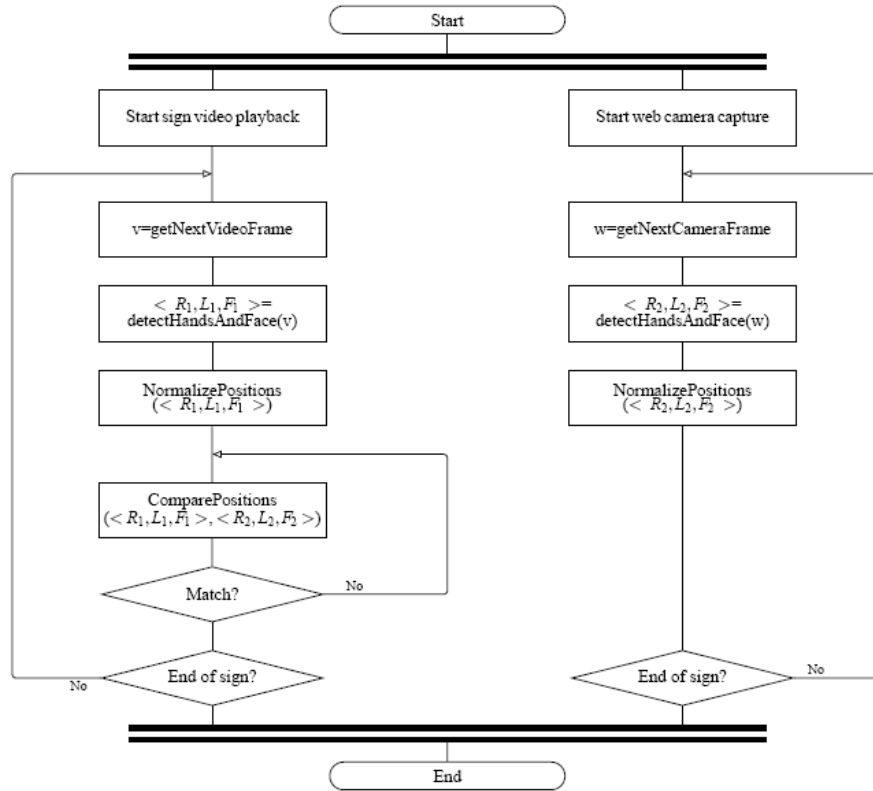 Start
Start sign video playback
Start web camera capture
v=getNextVideoFrame
w=getNextCameraFrame
< R₁, L₁, F₁ >=
detectHandsAndFace(v)
< R₂, L₂, F₂ >=
detectHandsAndFace(w)
NormalizePositions
(< R₁, L₁, F₁ >)
NormalizePositions
(< R₂, L₂, F₂ >)
ComparePositions
(< R₁, L₁, F₁ >, < R₂, L₂, F₂ >)
Match?
No
End of sign?
No
End of sign?
No
End